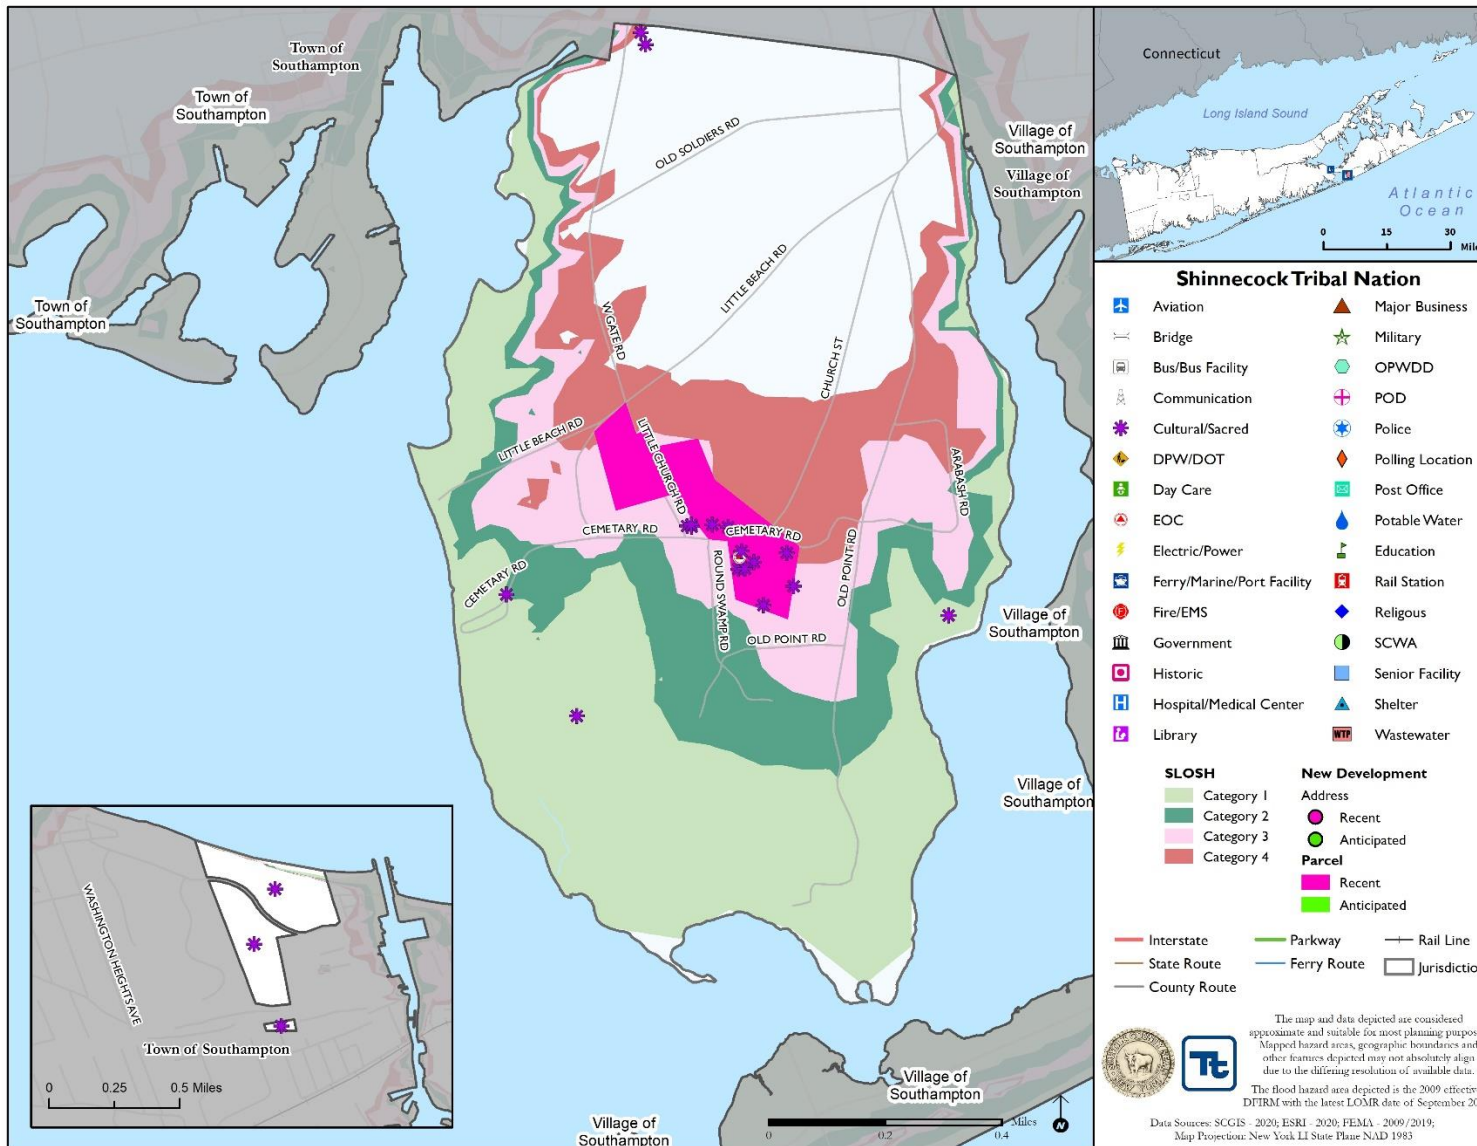 Town of
Southampton
Town of
Southampton
Town of
Southampton
Village of
Southampton
Village of
Southampton
Village of
Southampton
Village of
Southampton
Village of
Southampton
Village of
Southampton
OLD SOLDIERS RD
LITTLE BEACH RD
W GATE RD
CHURCH ST
LITTLE BEACH RD
LITTLE CHURCH RD
ARABASH RD
CEMETARY RD
CEMETARY RD
CEMETARY RD
ROUND SWAMP RD
OLD POINT RD
OLD POINT RD
0 0.2 0.4
Miles
N
WASHINGTON HEIGHTS AVE
Town of Southampton
0 0.25 0.5 Miles
Connecticut
Long Island Sound
Atlantic
Ocean
0 15 30
Mile
Shinnecock Tribal Nation
Aviation
Bridge
Bus/Bus Facility
Communication
Cultural/Sacred
DPW/DOT
Day Care
EOC
Electric/Power
Ferry/Marine/Port Facility
Fire/EMS
Government
Historic
Hospital/Medical Center
Library
Major Business
Military
OPWDD
POD
Police
Polling Location
Post Office
Potable Water
Education
Rail Station
Religous
SCWA
Senior Facility
Shelter
WTP Wastewater
SLOSH
Category 1
Category 2
Category 3
Category 4
New Development
Address
Recent
Anticipated
Parcel
Recent
Anticipated
Interstate
State Route
County Route
Parkway
Ferry Route
Rail Line
Jurisdictio
Tt
The map and data depicted are considered
approximate and suitable for most planning purpos
Mapped hazard areas, geographic boundaries and
other features depicted may not absolutely align
due to the differing resolution of available data.
The flood hazard area depicted is the 2009 effectiv
DFIRM with the latest LOMR date of September 20
Data Sources: SCGIS - 2020; ESRI - 2020; FEMA - 2009/2019;
Map Projection: New York LI State Plane NAD 1983